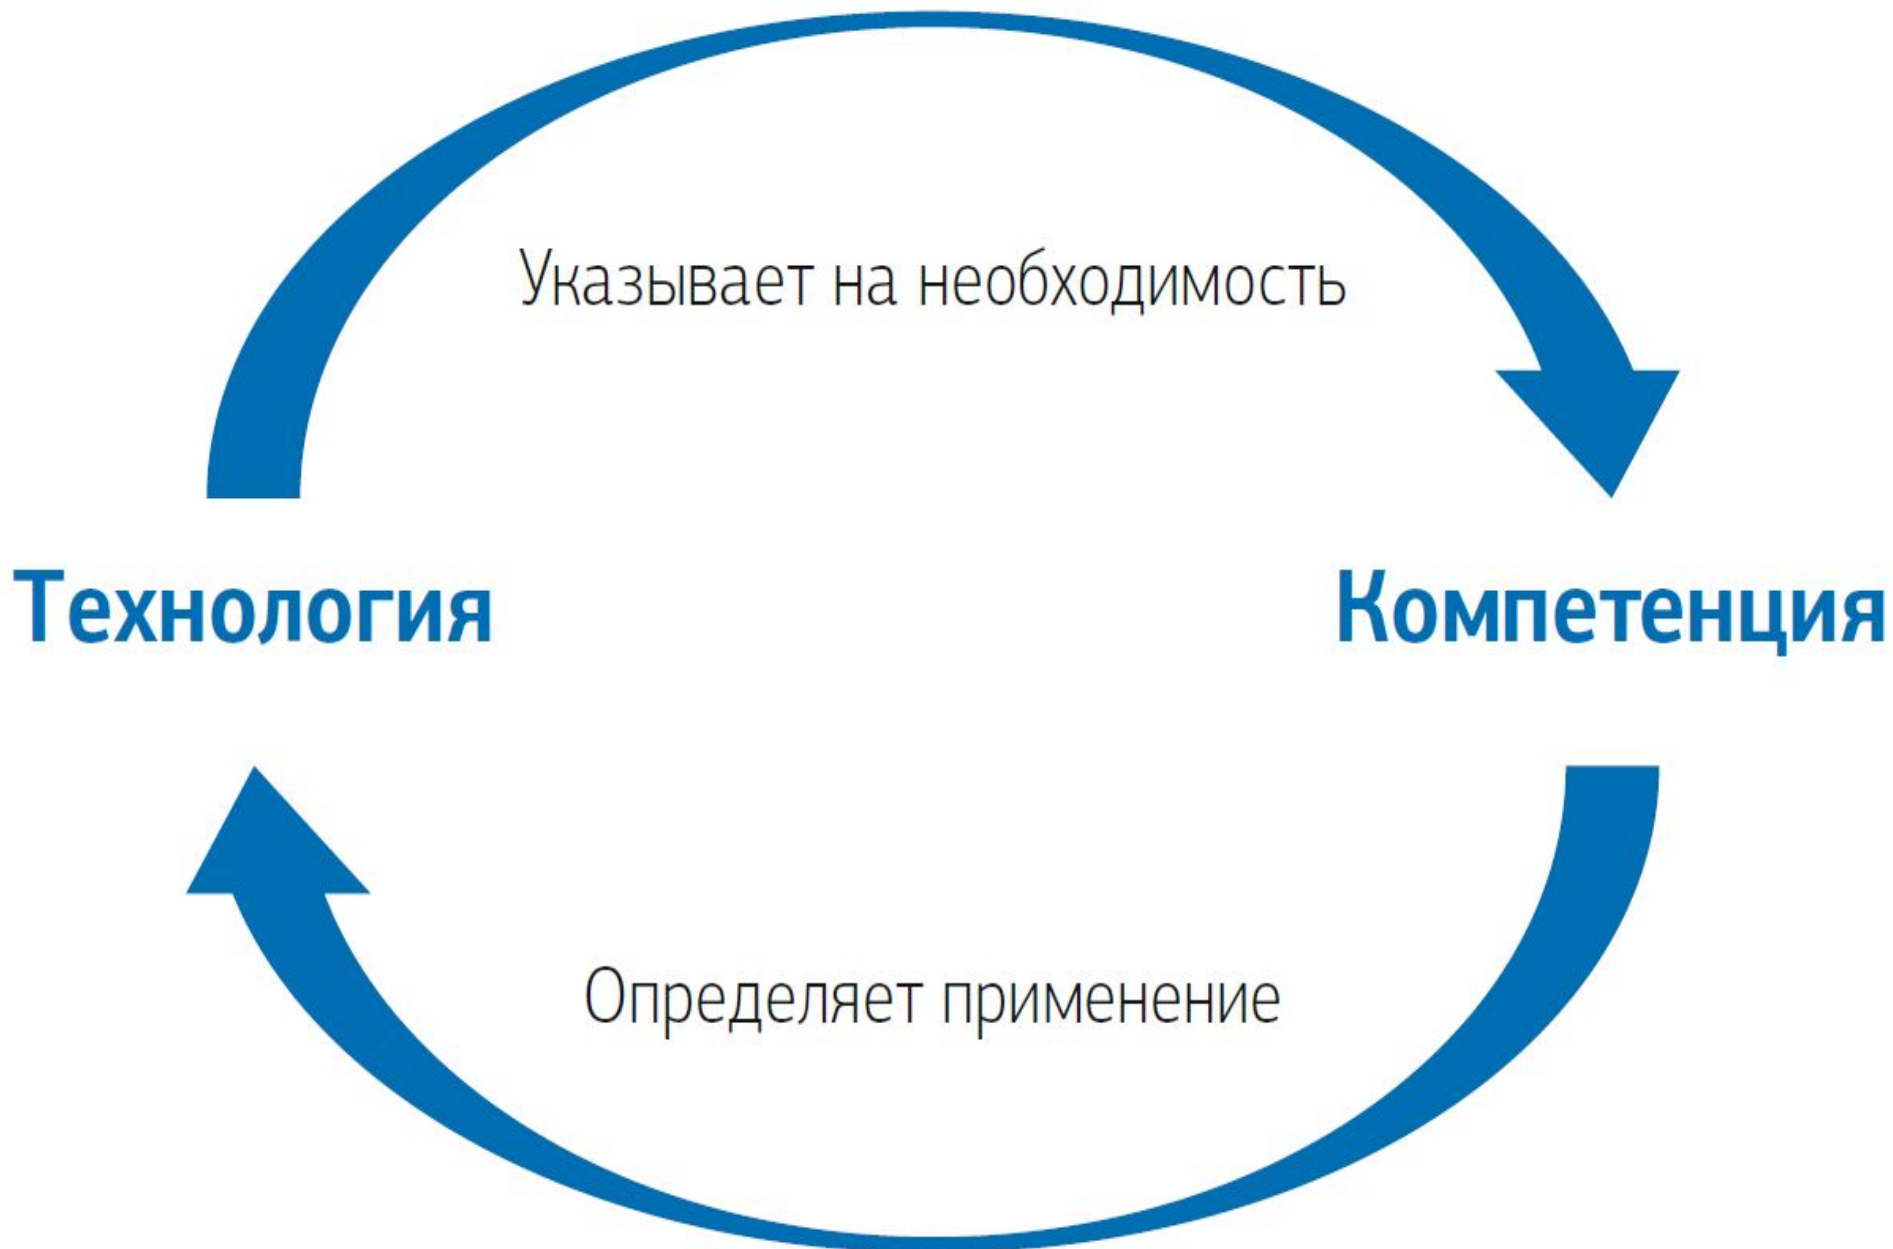 Указывает на необходимость
Технология
Компетенция
Определяет применение